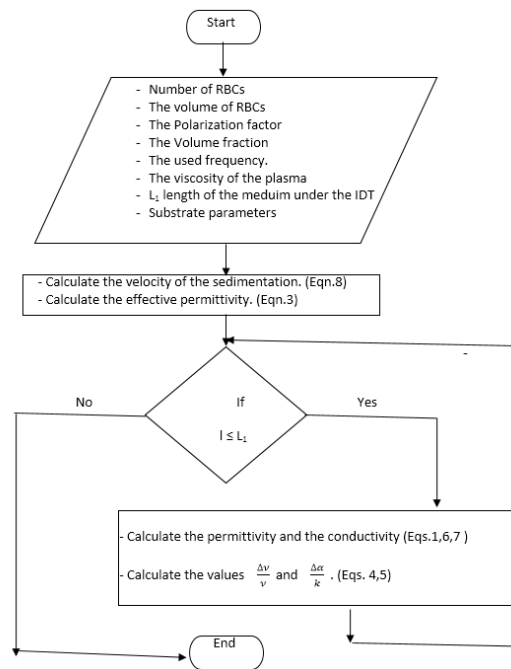 Start
- Number of RBCs
- The volume of RBCs
- The Polarization factor
- The Volume fraction
- The used frequency.
- The viscosity of the plasma
- L₁ length of the meduim under the IDT
- Substrate parameters
- Calculate the velocity of the sedimentation. (Eqn.8)
- Calculate the effective permittivity. (Eqn.3)
-
No
If
Yes
l ≤ L₁
- Calculate the permittivity and the conductivity (Eqs.1,6,7 )
- Calculate the values Δv/v and Δα/k . (Eqs. 4,5)
End